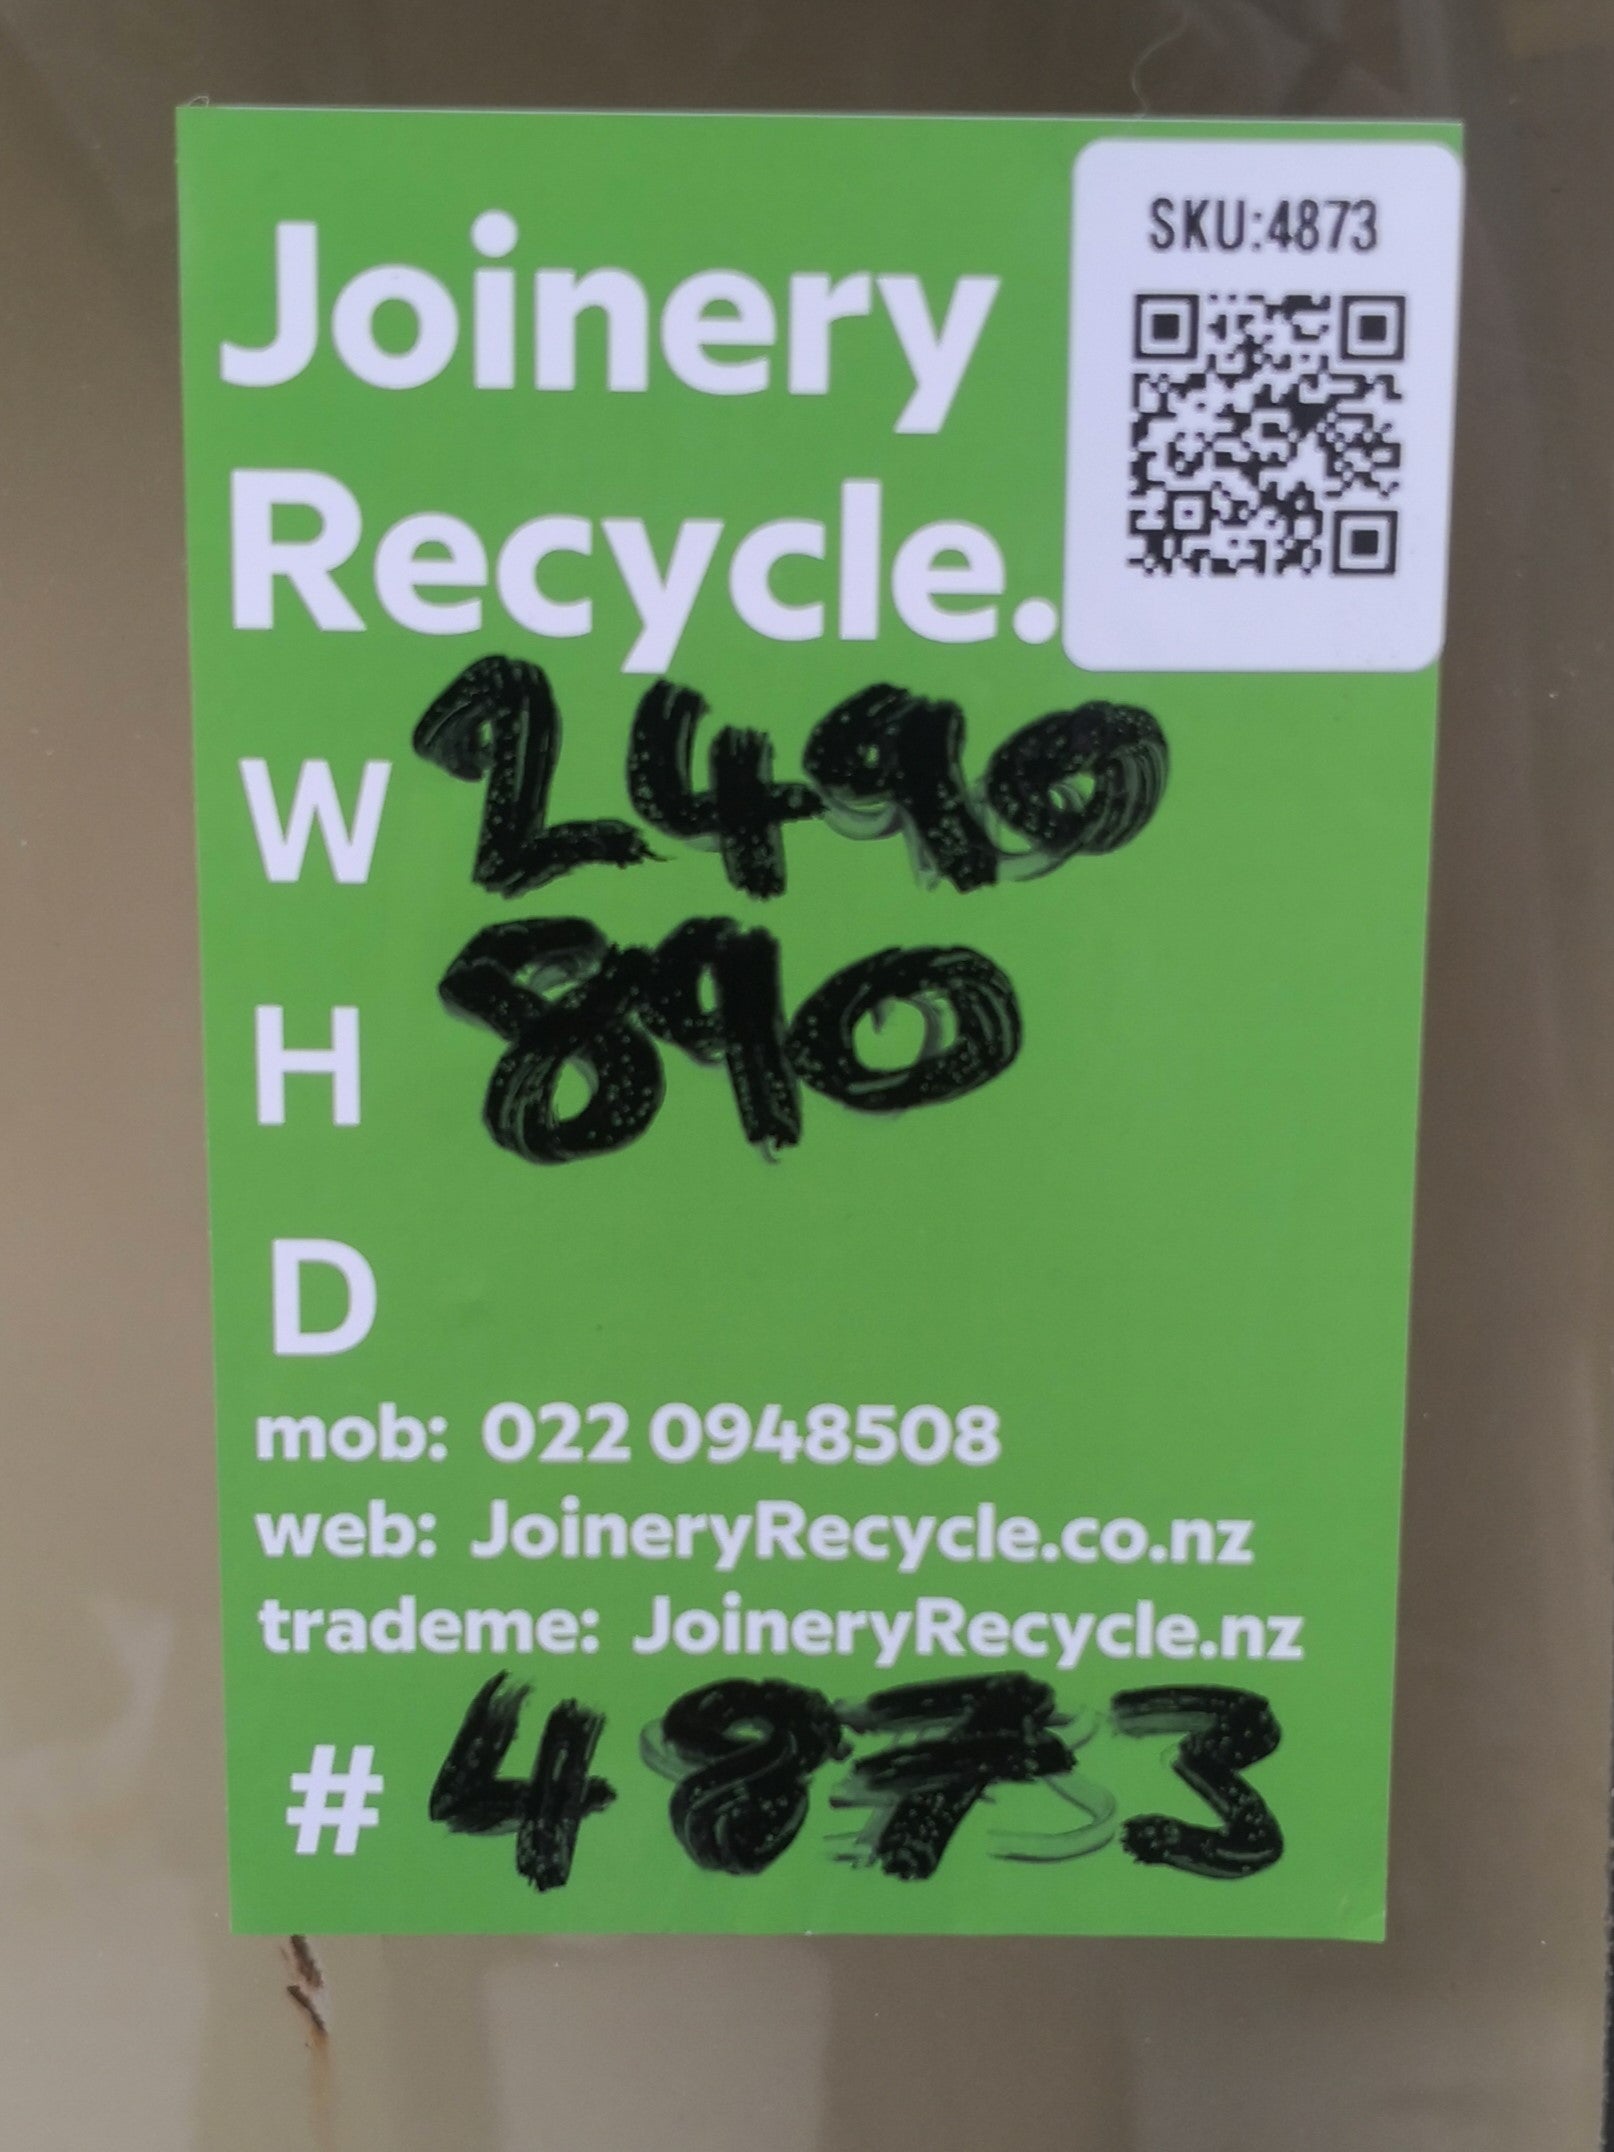 Joinery
Recycle.
SKU:4873
W 2490
H 890
D
mob: 022 0948508
web: JoineryRecycle.co.nz
trademe: JoineryRecycle.nz
# 4873